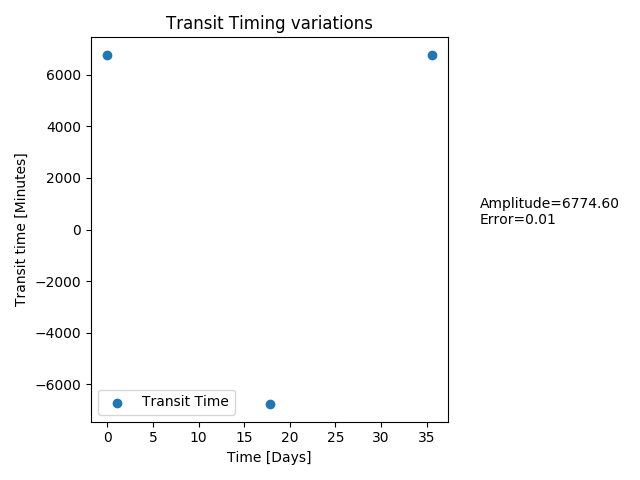 Transit Timing variations
Transit time [Minutes]
6000
4000
2000
0
−2000
−4000
−6000
Amplitude=6774.60
Error=0.01
Transit Time
0 5 10 15 20 25 30 35
Time [Days]